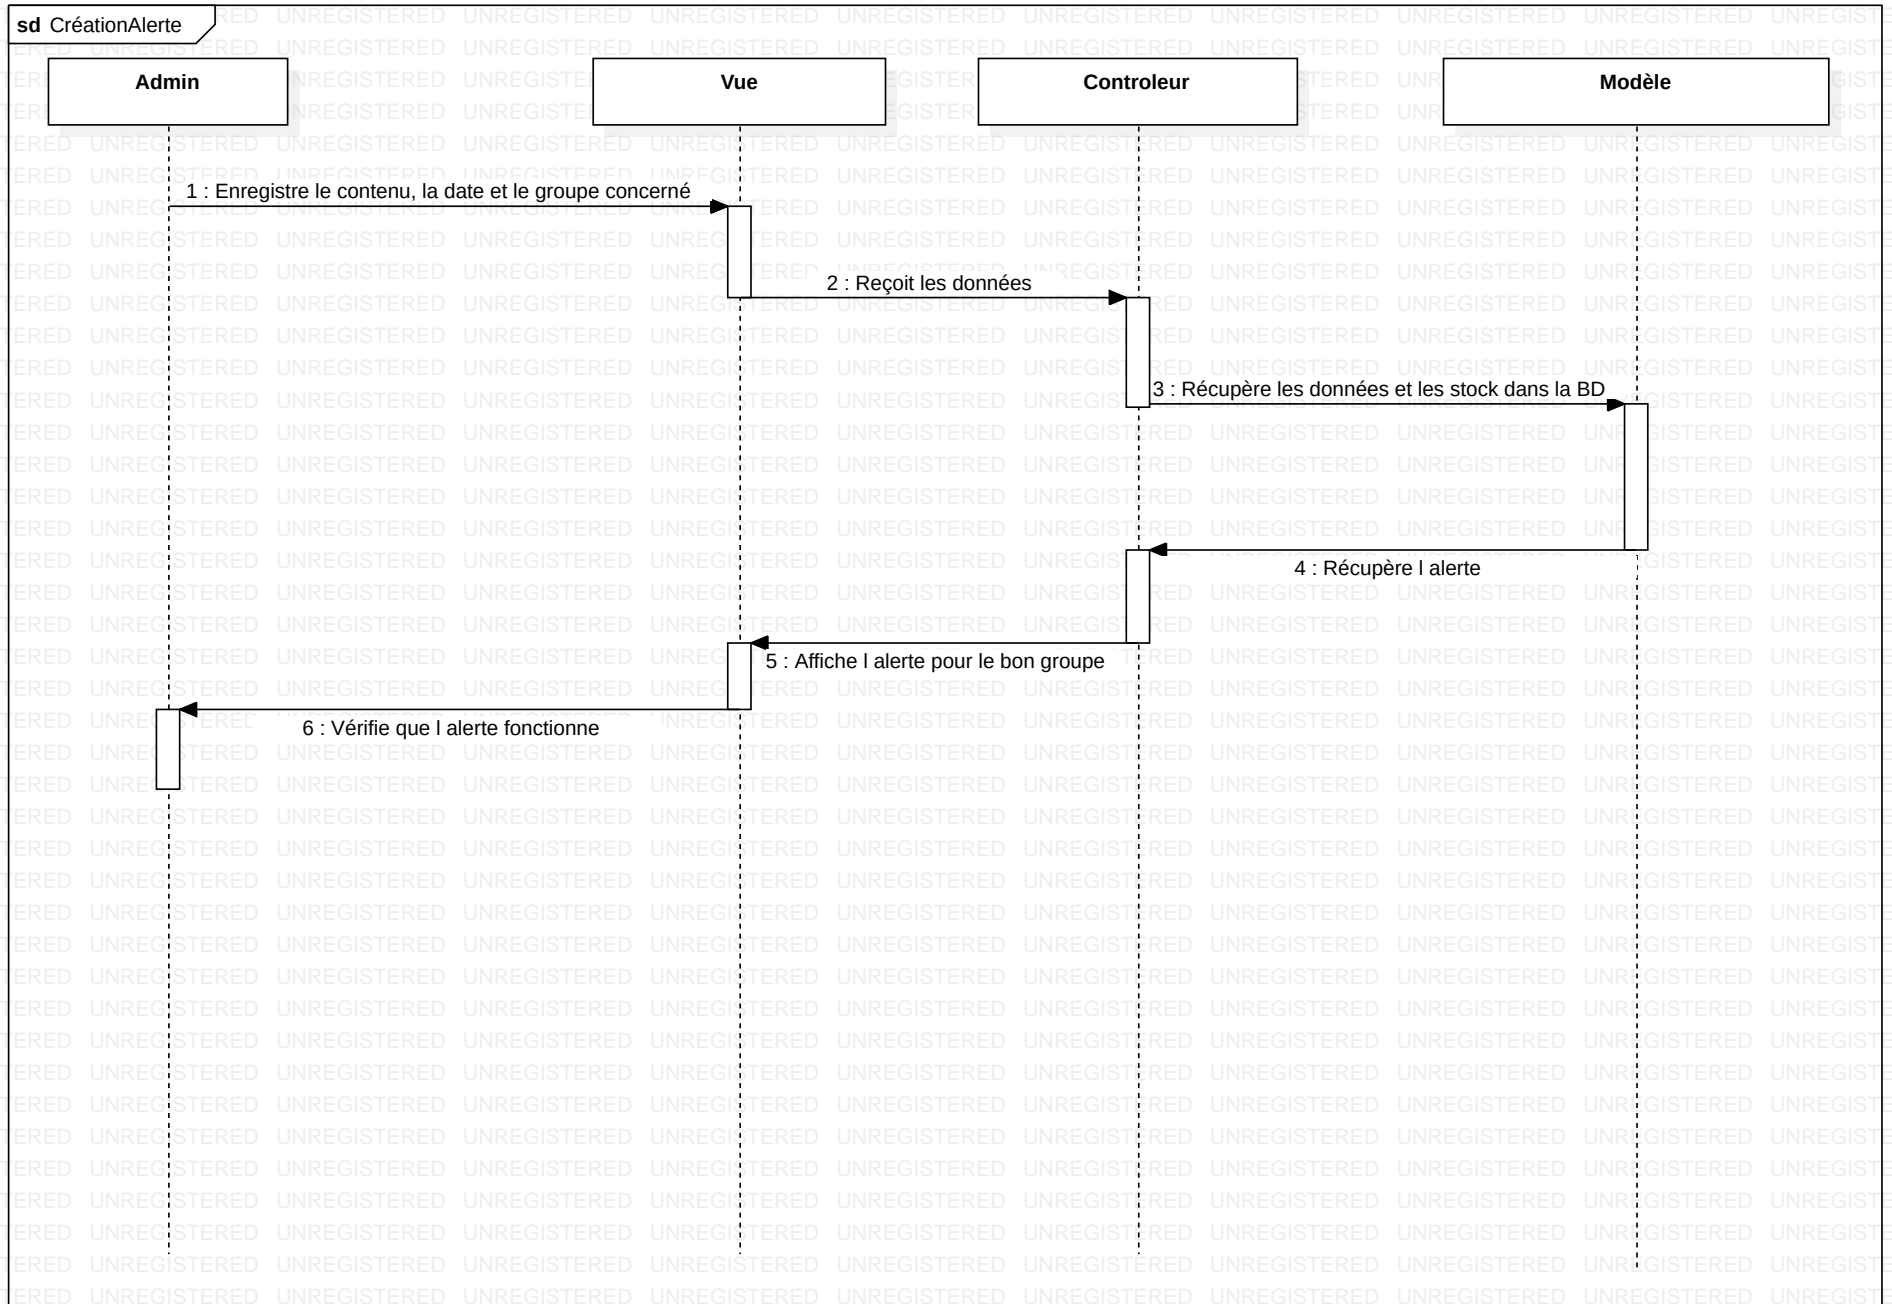 sd CréationAlerte
Admin
Vue
Controleur
Modèle
1 : Enregistre le contenu, la date et le groupe concerné
2 : Reçoit les données
3 : Récupère les données et les stock dans la BD
4 : Récupère l alerte
5 : Affiche l alerte pour le bon groupe
6 : Vérifie que l alerte fonctionne
UNREGISTERED